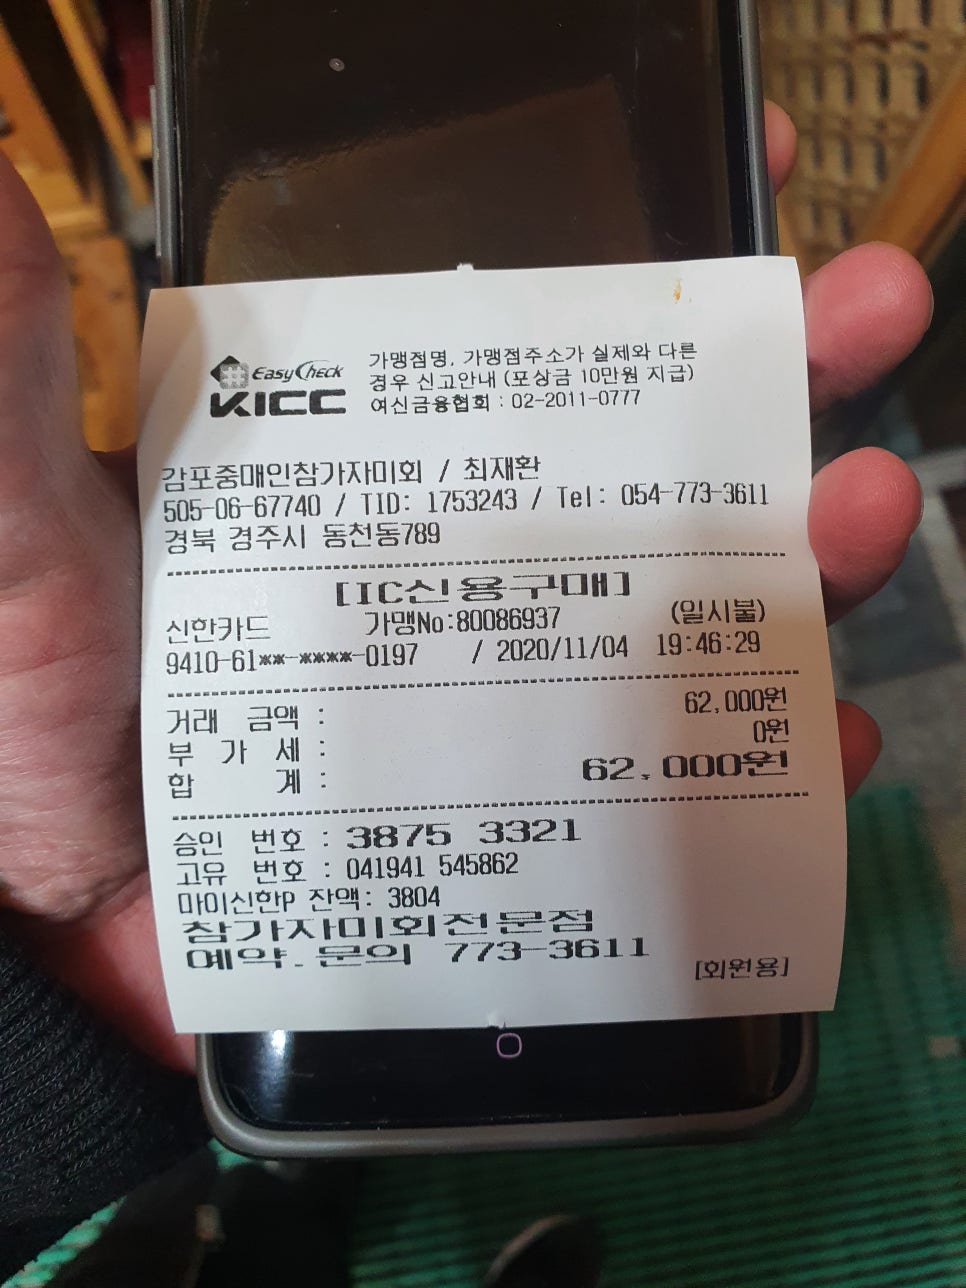 EasyCheck
KICC
가맹점명, 가맹점주소가 실제와 다른
경우 신고안내 (포상금 10만원 지급)
여신금융협회 : 02-2011-0777
감포중매인참가자미회 / 최재환
505-06-67740 / TID: 1753243 / Tel: 054-773-3611
경북 경주시 동천동789
[IC신용구매]
신한카드 가맹No:80086937 (일시불)
9410-61**-****-0197 / 2020/11/04 19:46:29
거래 금액 : 62,000원
부 가 세 : 0원
합 계 : 62,000원
승인 번호 : 3875 3321
고유 번호 : 041941 545862
마이신한P 잔액: 3804
참가자미회전문점
예약.문의 773-3611
[회원용]